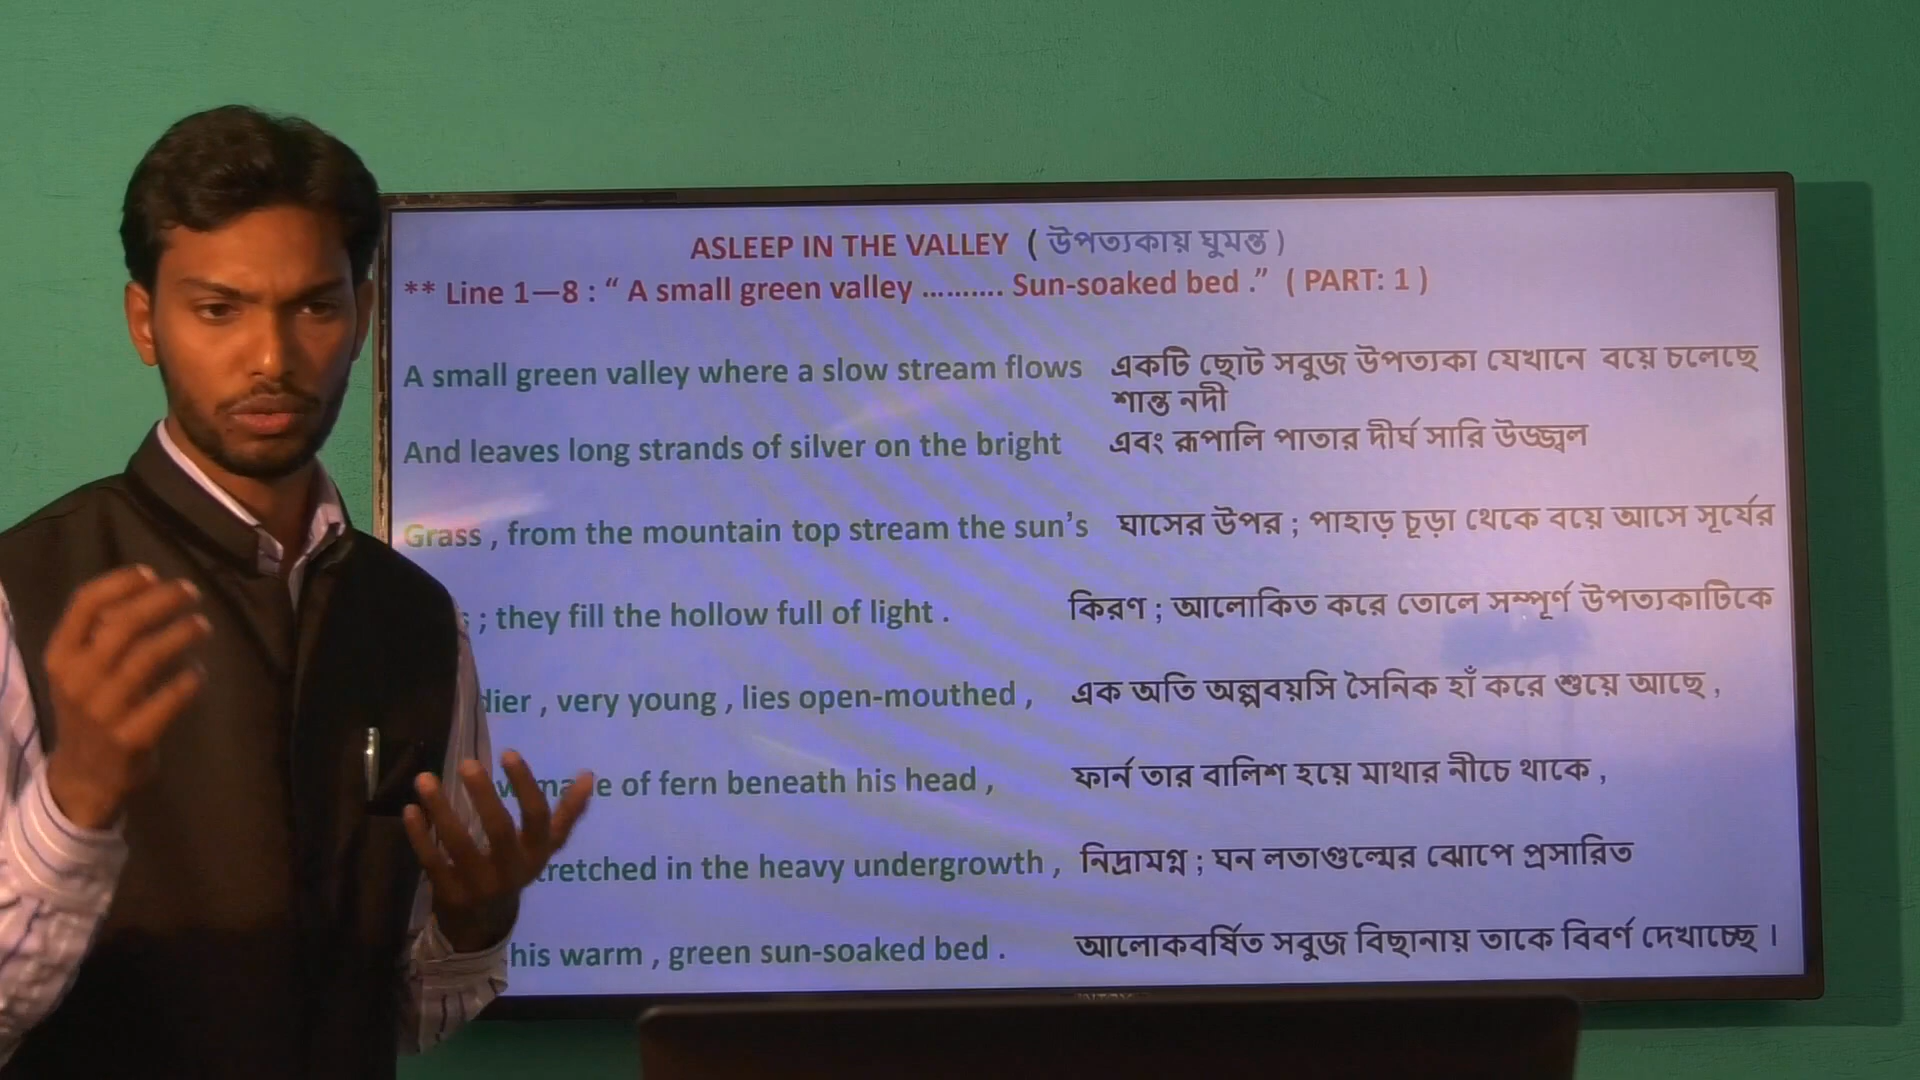 ASLEEP IN THE VALLEY ( উপত্যকায় ঘুমন্ত )
** Line 1—8 : “ A small green valley .......... Sun-soaked bed .” ( PART: 1 )
A small green valley where a slow stream flows একটি ছোট সবুজ উপত্যকা যেখানে বয়ে চলেছে
শান্ত নদী
And leaves long strands of silver on the bright এবং রূপালি পাতার দীর্ঘ সারি উজ্জ্বল
Grass , from the mountain top stream the sun’s ঘাসের উপর ; পাহাড় চূড়া থেকে বয়ে আসে সূর্যের
; they fill the hollow full of light . কিরণ ; আলোকিত করে তোলে সম্পূর্ণ উপত্যকাটিকে
, very young , lies open-mouthed , এক অতি অল্পবয়সি সৈনিক হাঁ করে শুয়ে আছে ,
of fern beneath his head , ফার্ন তার বালিশ হয়ে মাথার নীচে থাকে ,
in the heavy undergrowth , নিদ্রামগ্ন ; ঘন লতাগুল্মের ঝোপে প্রসারিত
his warm , green sun-soaked bed . আলোকবর্ষিত সবুজ বিছানায় তাকে বিবর্ণ দেখাচ্ছে ।